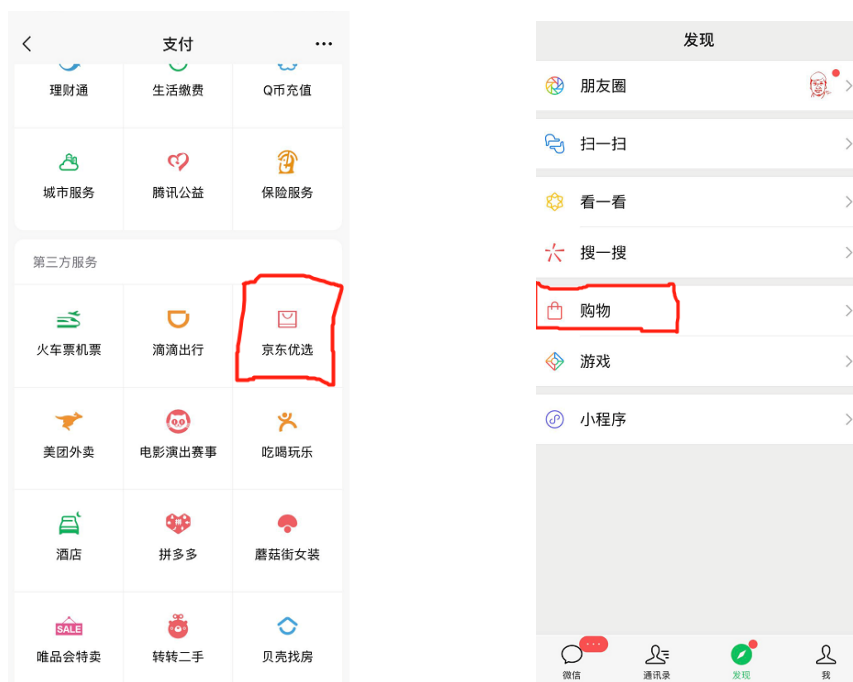 支付
理财通
生活缴费
Q币充值
城市服务
腾讯公益
保险服务
第三方服务
火车票机票
滴滴出行
京东优选
美团外卖
电影演出赛事
吃喝玩乐
酒店
拼多多
蘑菇街女装
SALE
唯品会特卖
转转二手
贝壳找房
发现
朋友圈
扫一扫
看一看
搜一搜
购物
游戏
小程序
微信
通讯录
发现
我